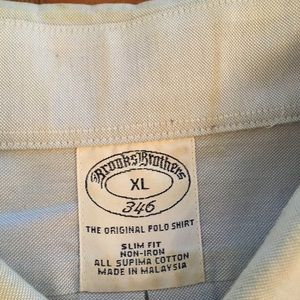 Brooks Brothers
XL
346
THE ORIGINAL POLO SHIRT
SLIM FIT
NON-IRON
ALL SUPIMA COTTON
MADE IN MALAYSIA